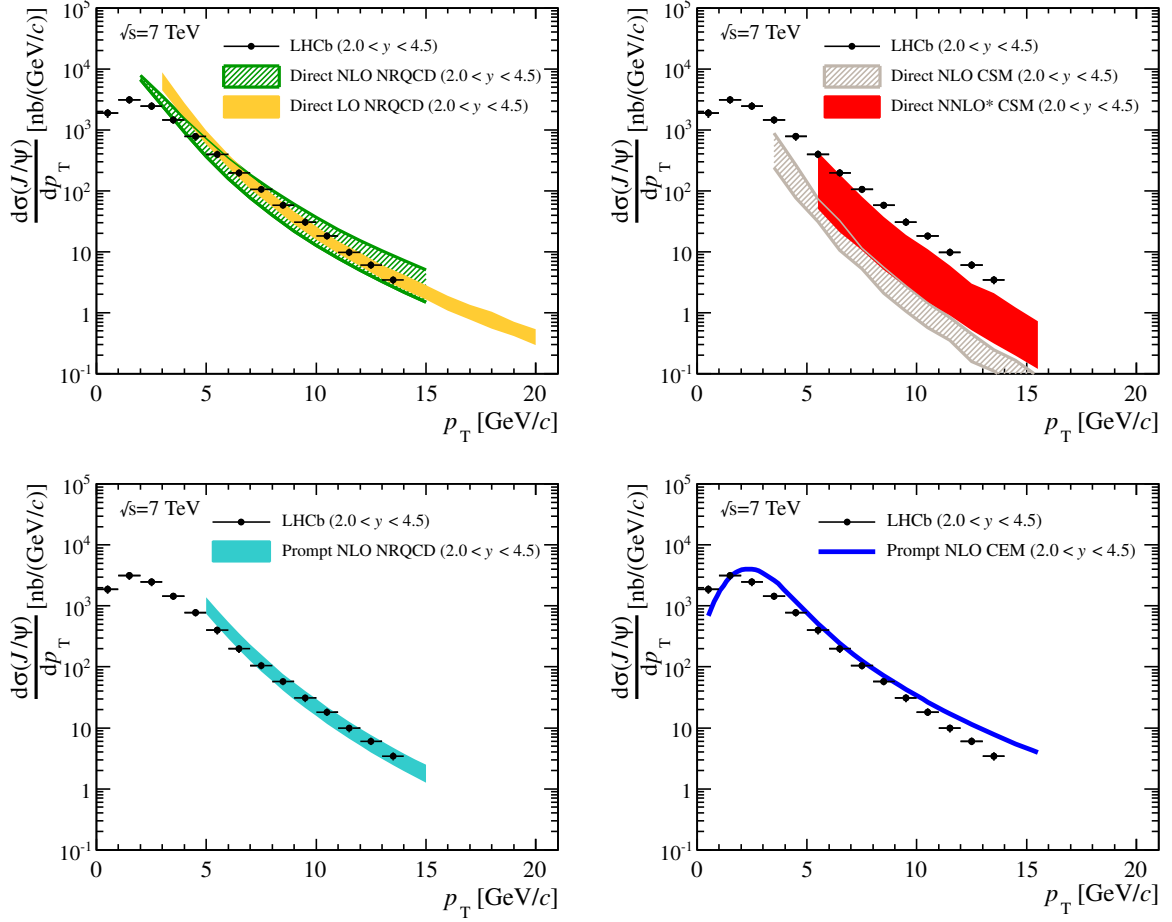 √s=7 TeV
LHCb (2.0 < y < 4.5)
Direct NLO NRQCD (2.0 < y < 4.5)
Direct LO NRQCD (2.0 < y < 4.5)
dσ(J/ψ)/dp_T [nb/(GeV/c)]
10^5
10^4
10^3
10^2
10
1
10^-1
0 5 10 15 20
p_T [GeV/c]
√s=7 TeV
LHCb (2.0 < y < 4.5)
Direct NLO CSM (2.0 < y < 4.5)
Direct NNLO* CSM (2.0 < y < 4.5)
dσ(J/ψ)/dp_T [nb/(GeV/c)]
10^5
10^4
10^3
10^2
10
1
10^-1
0 5 10 15 20
p_T [GeV/c]
√s=7 TeV
LHCb (2.0 < y < 4.5)
Prompt NLO NRQCD (2.0 < y < 4.5)
dσ(J/ψ)/dp_T [nb/(GeV/c)]
10^5
10^4
10^3
10^2
10
1
10^-1
0 5 10 15 20
p_T [GeV/c]
√s=7 TeV
LHCb (2.0 < y < 4.5)
Prompt NLO CEM (2.0 < y < 4.5)
dσ(J/ψ)/dp_T [nb/(GeV/c)]
10^5
10^4
10^3
10^2
10
1
10^-1
0 5 10 15 20
p_T [GeV/c]